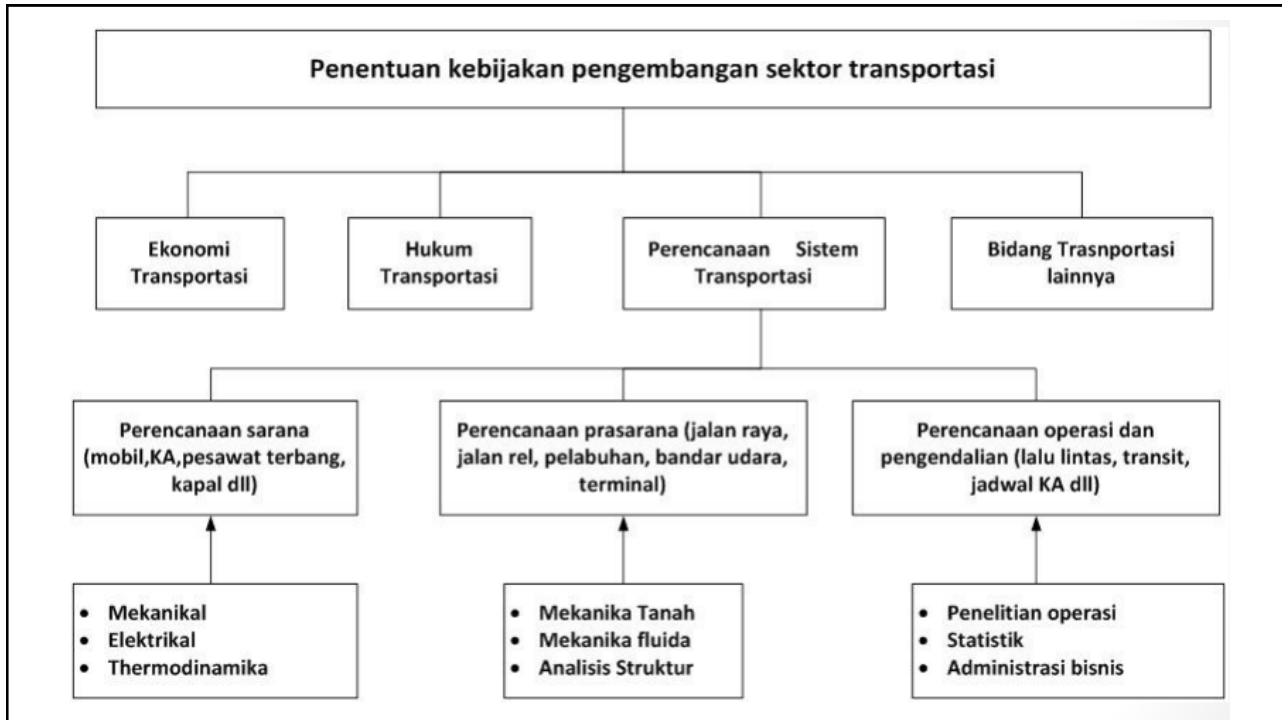 Penentuan kebijakan pengembangan sektor transportasi
Ekonomi
Transportasi
Hukum
Transportasi
Perencanaan Sistem
Transportasi
Bidang Trasnportasi
lainnya
Perencanaan sarana
(mobil,KA,pesawat terbang,
kapal dll)
Perencanaan prasarana (jalan raya,
jalan rel, pelabuhan, bandar udara,
terminal)
Perencanaan operasi dan
pengendalian (lalu lintas, transit,
jadwal KA dll)
• Mekanikal
• Elektrikal
• Thermodinamika
• Mekanika Tanah
• Mekanika fluida
• Analisis Struktur
• Penelitian operasi
• Statistik
• Administrasi bisnis